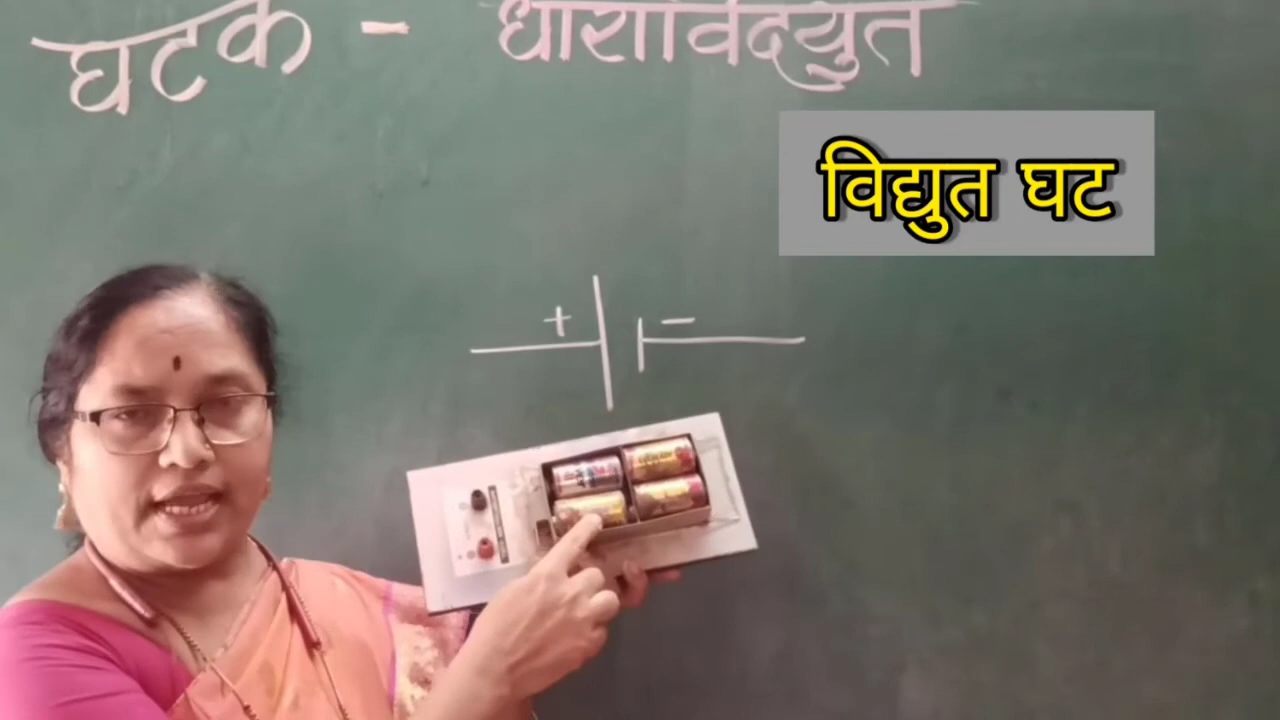 घटक - धाराविद्युत
विद्युत घट
+ -